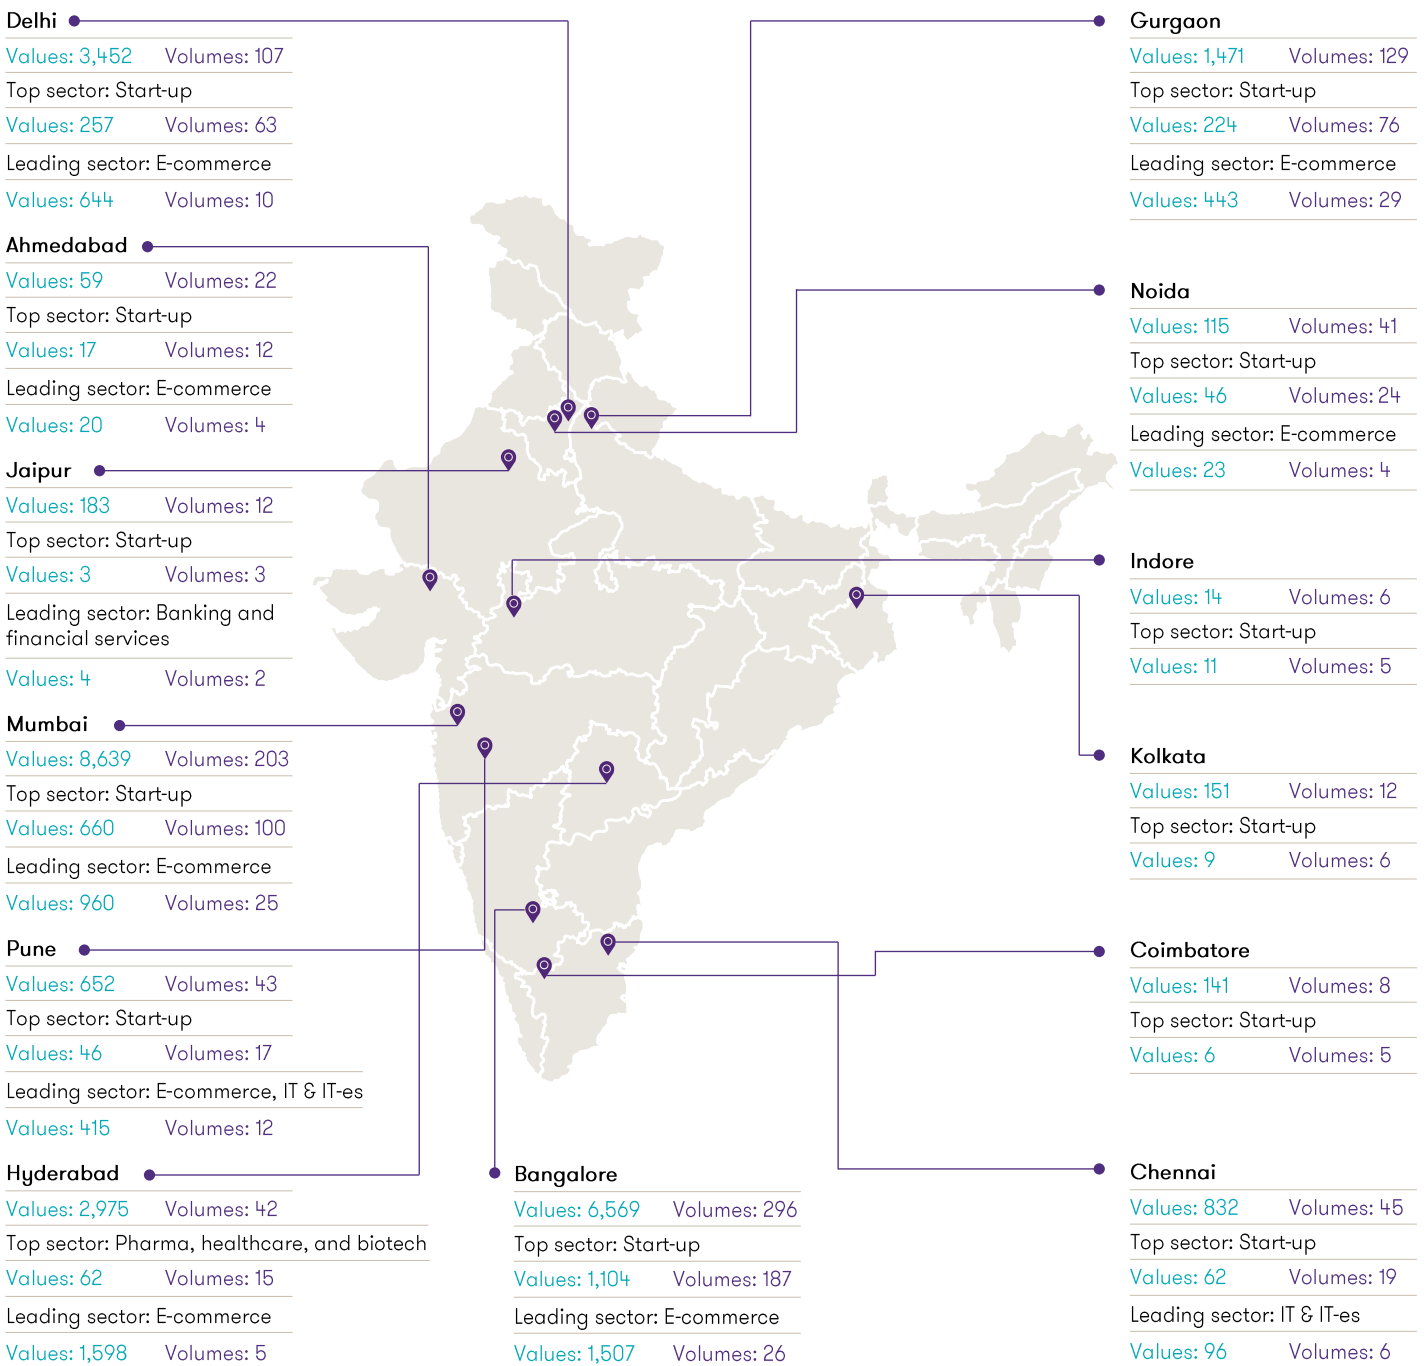 Delhi
Values: 3,452 Volumes: 107
Top sector: Start-up
Values: 257 Volumes: 63
Leading sector: E-commerce
Values: 644 Volumes: 10
Ahmedabad
Values: 59 Volumes: 22
Top sector: Start-up
Values: 17 Volumes: 12
Leading sector: E-commerce
Values: 20 Volumes: 4
Jaipur
Values: 183 Volumes: 12
Top sector: Start-up
Values: 3 Volumes: 3
Leading sector: Banking and
financial services
Values: 4 Volumes: 2
Mumbai
Values: 8,639 Volumes: 203
Top sector: Start-up
Values: 660 Volumes: 100
Leading sector: E-commerce
Values: 960 Volumes: 25
Pune
Values: 652 Volumes: 43
Top sector: Start-up
Values: 46 Volumes: 17
Leading sector: E-commerce, IT & IT-es
Values: 415 Volumes: 12
Hyderabad
Values: 2,975 Volumes: 42
Top sector: Pharma, healthcare, and biotech
Values: 62 Volumes: 15
Leading sector: E-commerce
Values: 1,598 Volumes: 5
Bangalore
Values: 6,569 Volumes: 296
Top sector: Start-up
Values: 1,104 Volumes: 187
Leading sector: E-commerce
Values: 1,507 Volumes: 26
Gurgaon
Values: 1,471 Volumes: 129
Top sector: Start-up
Values: 224 Volumes: 76
Leading sector: E-commerce
Values: 443 Volumes: 29
Noida
Values: 115 Volumes: 41
Top sector: Start-up
Values: 46 Volumes: 24
Leading sector: E-commerce
Values: 23 Volumes: 4
Indore
Values: 14 Volumes: 6
Top sector: Start-up
Values: 11 Volumes: 5
Kolkata
Values: 151 Volumes: 12
Top sector: Start-up
Values: 9 Volumes: 6
Coimbatore
Values: 141 Volumes: 8
Top sector: Start-up
Values: 6 Volumes: 5
Chennai
Values: 832 Volumes: 45
Top sector: Start-up
Values: 62 Volumes: 19
Leading sector: IT & IT-es
Values: 96 Volumes: 6